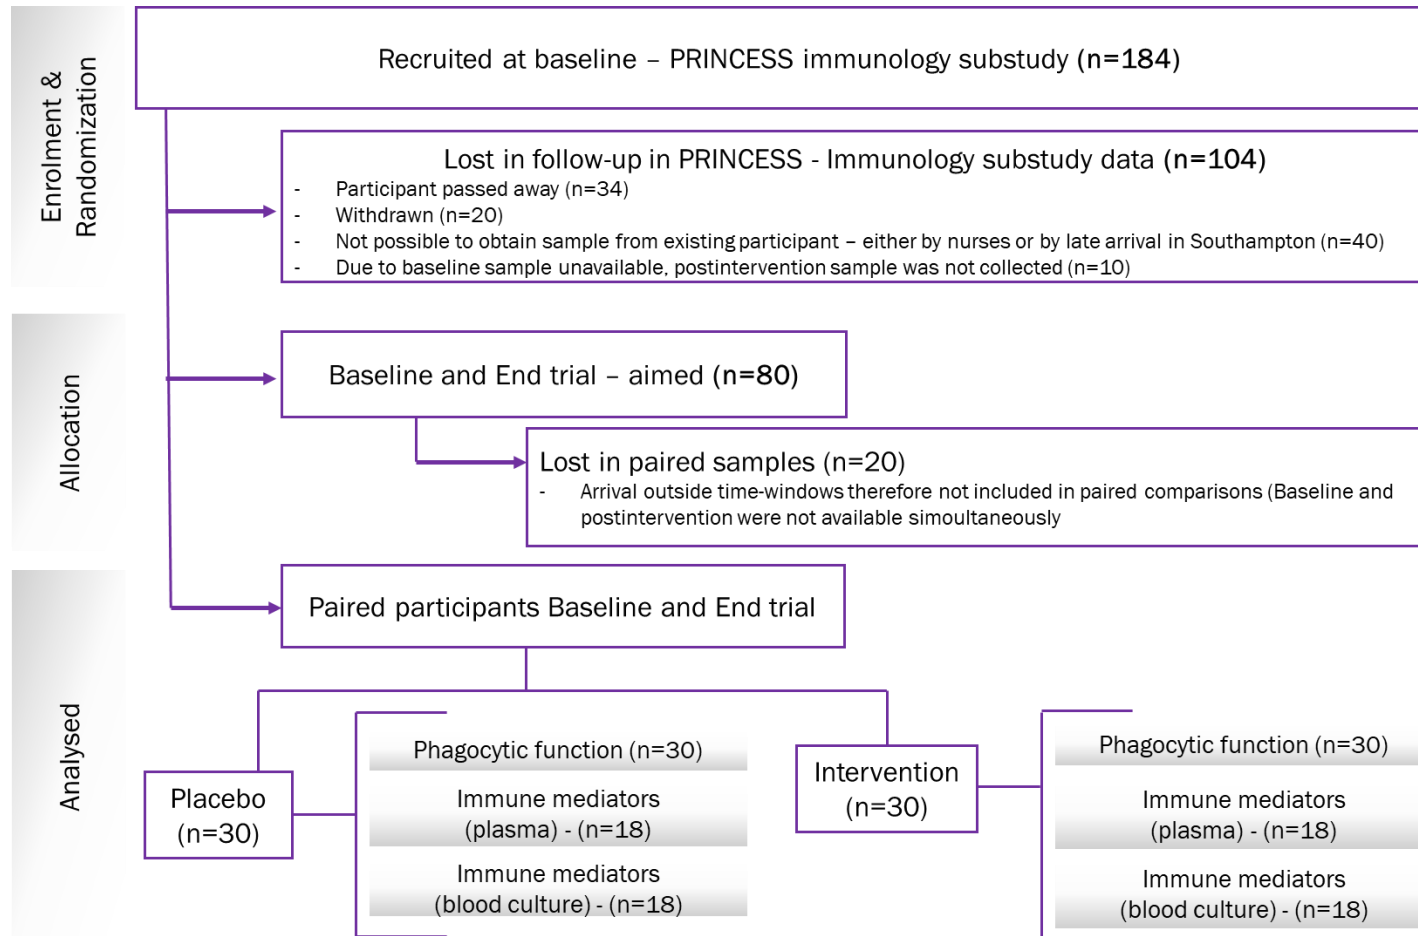 Enrolment &
Randomization
Recruited at baseline – PRINCESS immunology substudy (n=184)
Lost in follow-up in PRINCESS - Immunology substudy data (n=104)
- Participant passed away (n=34)
- Withdrawn (n=20)
- Not possible to obtain sample from existing participant – either by nurses or by late arrival in Southampton (n=40)
- Due to baseline sample unavailable, postintervention sample was not collected (n=10)
Allocation
Baseline and End trial – aimed (n=80)
Lost in paired samples (n=20)
- Arrival outside time-windows therefore not included in paired comparisons (Baseline and
postintervention were not available simoultaneously
Analysed
Paired participants Baseline and End trial
Placebo
(n=30)
Phagocytic function (n=30)
Immune mediators
(plasma) - (n=18)
Immune mediators
(blood culture) - (n=18)
Intervention
(n=30)
Phagocytic function (n=30)
Immune mediators
(plasma) - (n=18)
Immune mediators
(blood culture) - (n=18)